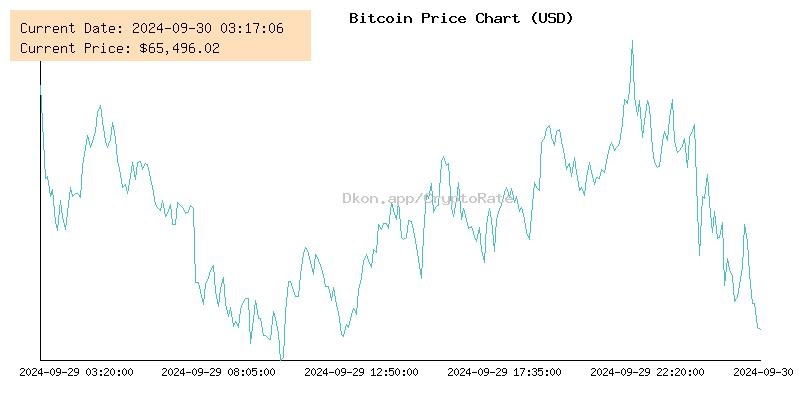 Bitcoin Price Chart (USD)
Current Date: 2024-09-30 03:17:06
Current Price: $65,496.02
Dkon.app/CryptoRate
2024-09-29 03:20:00
2024-09-29 08:05:00
2024-09-29 12:50:00
2024-09-29 17:35:00
2024-09-29 22:20:00
2024-09-30